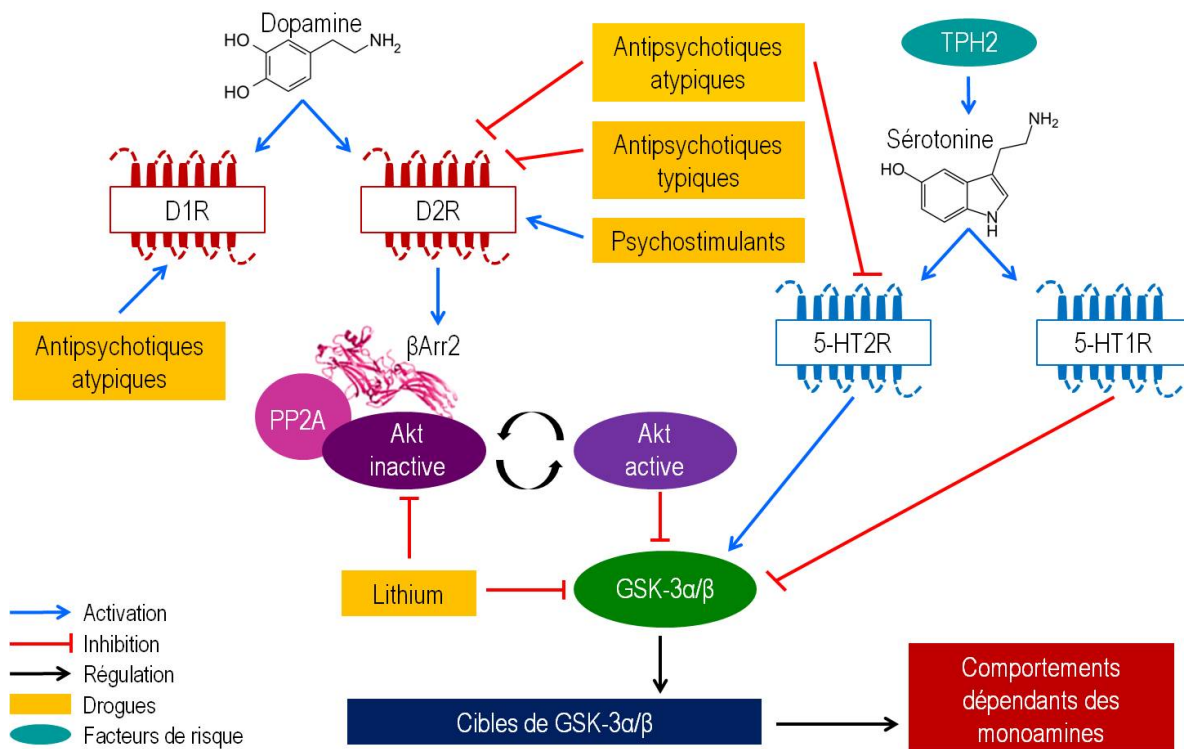 Dopamine
HO
NH2
HO
Antipsychotiques
atypiques
TPH2
Antipsychotiques
typiques
Sérotonine
NH2
HO
N
H
D1R
D2R
Psychostimulants
Antipsychotiques
atypiques
βArr2
5-HT2R
5-HT1R
PP2A
Akt
inactive
Akt
active
Lithium
GSK-3α/β
Activation
Inhibition
Régulation
Drogues
Facteurs de risque
Cibles de GSK-3α/β
Comportements
dépendants des
monoamines